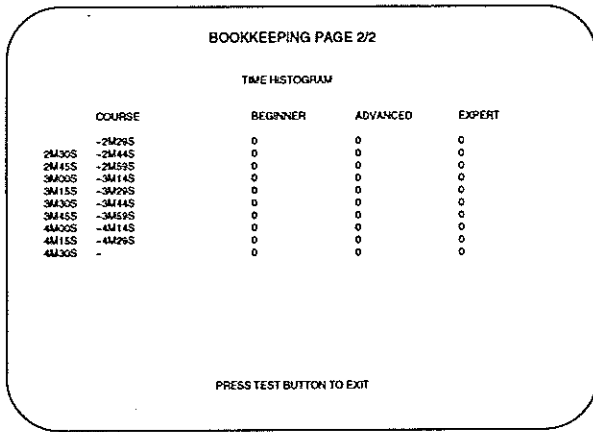 BOOKKEEPING PAGE 2/2
TIME HISTOGRAM
COURSE BEGINNER ADVANCED EXPERT
~2M29S 0 0 0
2M30S ~2M44S 0 0 0
2M45S ~2M59S 0 0 0
3M00S ~3M14S 0 0 0
3M15S ~3M29S 0 0 0
3M30S ~3M44S 0 0 0
3M45S ~3M59S 0 0 0
4M00S ~4M14S 0 0 0
4M15S ~4M29S 0 0 0
4M30S ~ 0 0 0
PRESS TEST BUTTON TO EXIT